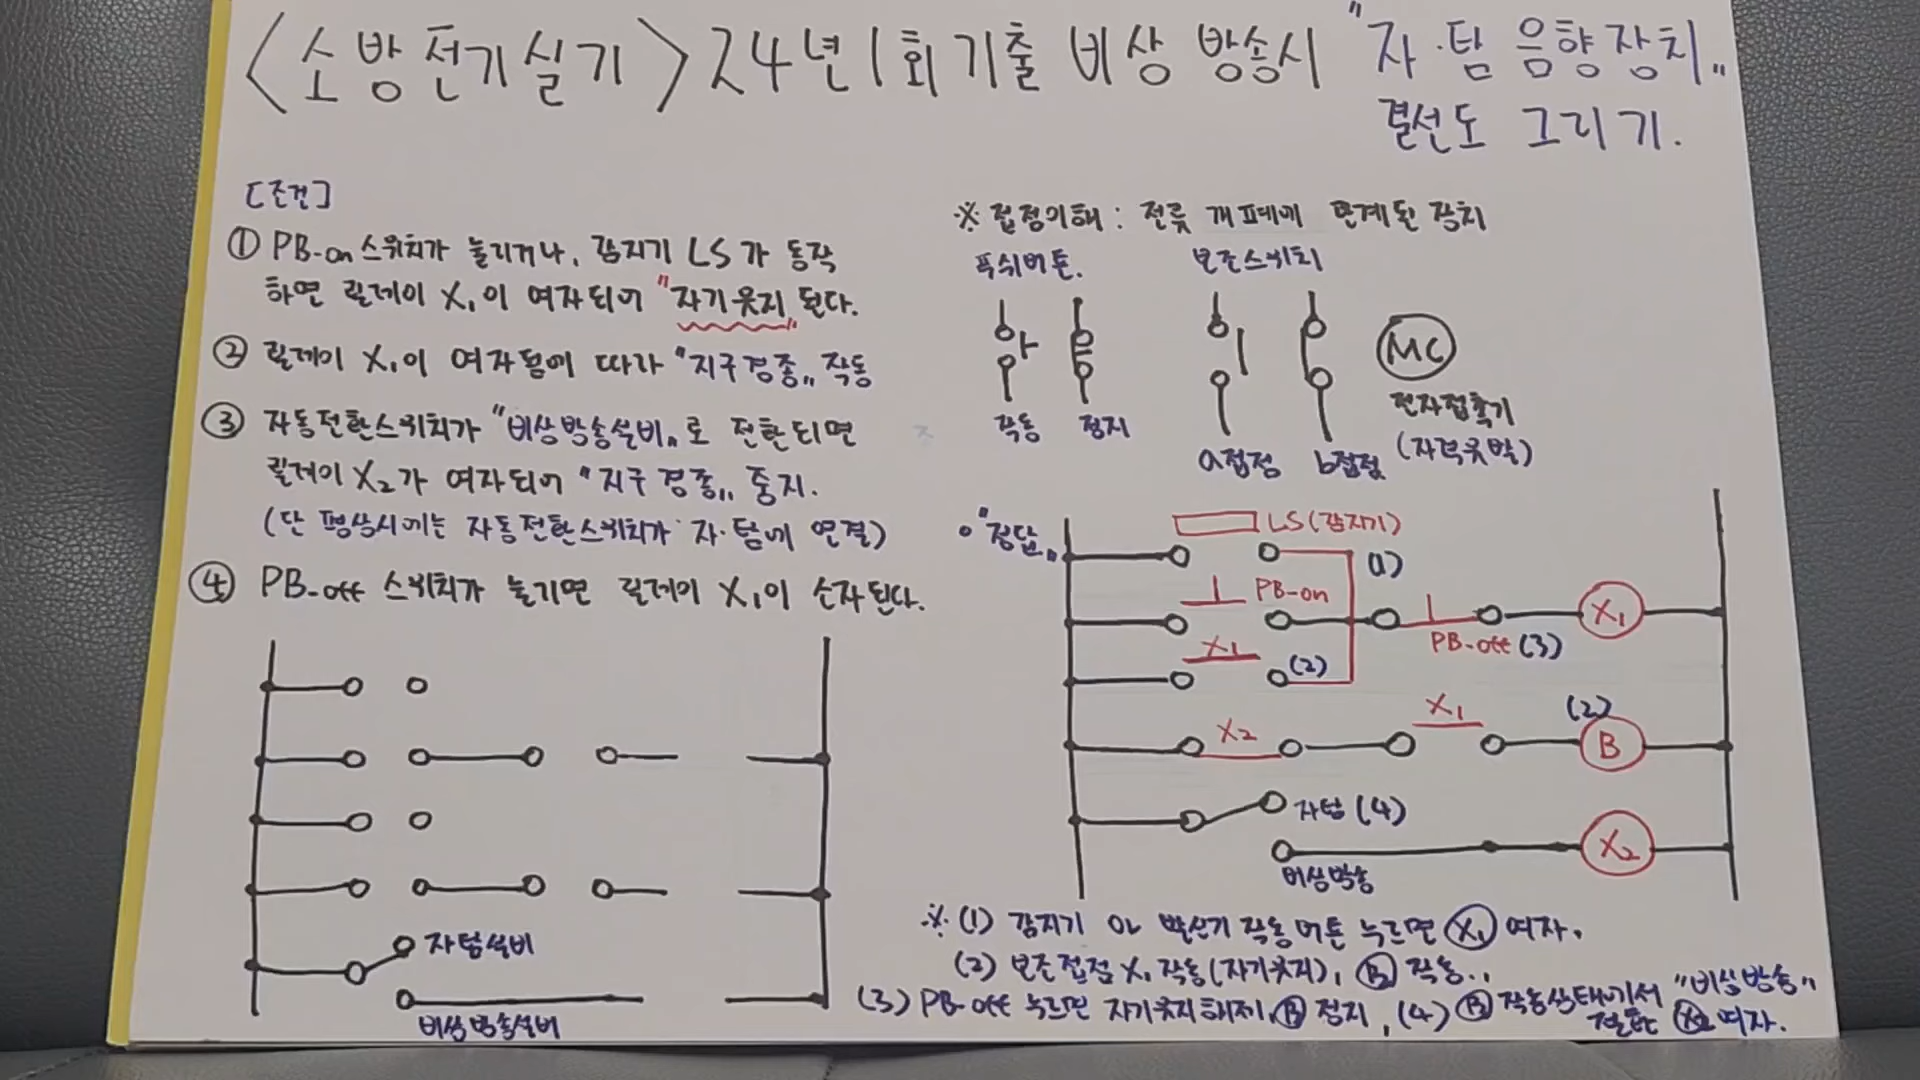 <소방전기실기> 24년 1회 기출 비상 방송시 "자·탐 음향장치"
결선도 그리기.
[조건]
① PB-on 스위치가 눌리거나, 감지기 LS가 동작
하면 릴레이 X₁이 여자되어 "자기유지" 된다.
② 릴레이 X₁이 여자됨에 따라 "지구경종" 작동
③ 자동전환스위치가 "비상방송설비"로 전환되면
릴레이 X₂가 여자되어 "지구경종" 중지.
(단 평상시에는 자동전환스위치가 자·탐에 연결)
④ PB-off 스위치가 눌리면 릴레이 X₁이 소자된다.
자탐설비
비상방송설비
※ 접점이해 : 전류 개폐에 관계된 장치
푸쉬버튼.
보조스위치
MC
작동
정지
a접점
b접점
전자접촉기
(자력유발)
"정답"
LS(감지기)
(1)
PB-on
X₁
PB-off (3)
X₁
(2)
X₂
X₁
(2)
B
자탐 (4)
비상방송
X₂
※ (1) 감지기 or 발신기 작동버튼 누르면 X₁ 여자.
(2) 보조접점 X₁ 작동(자기유지), B 작동.
(3) PB-off 누르면 자기유지해제, B 정지, (4) B 작동상태에서 "비상방송"
전환 X₂ 여자.